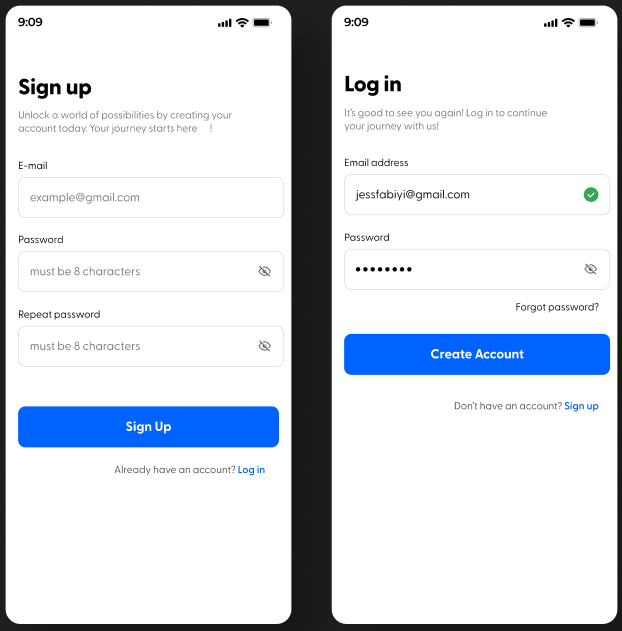 9:09
Sign up
Unlock a world of possibilities by creating your
account today. Your journey starts here !
E-mail
example@gmail.com
Password
must be 8 characters
Repeat password
must be 8 characters
Sign Up
Already have an account? Log in
9:09
Log in
It's good to see you again! Log in to continue
your journey with us!
Email address
jessfabiyi@gmail.com
Password
••••••••
Forgot password?
Create Account
Don't have an account? Sign up